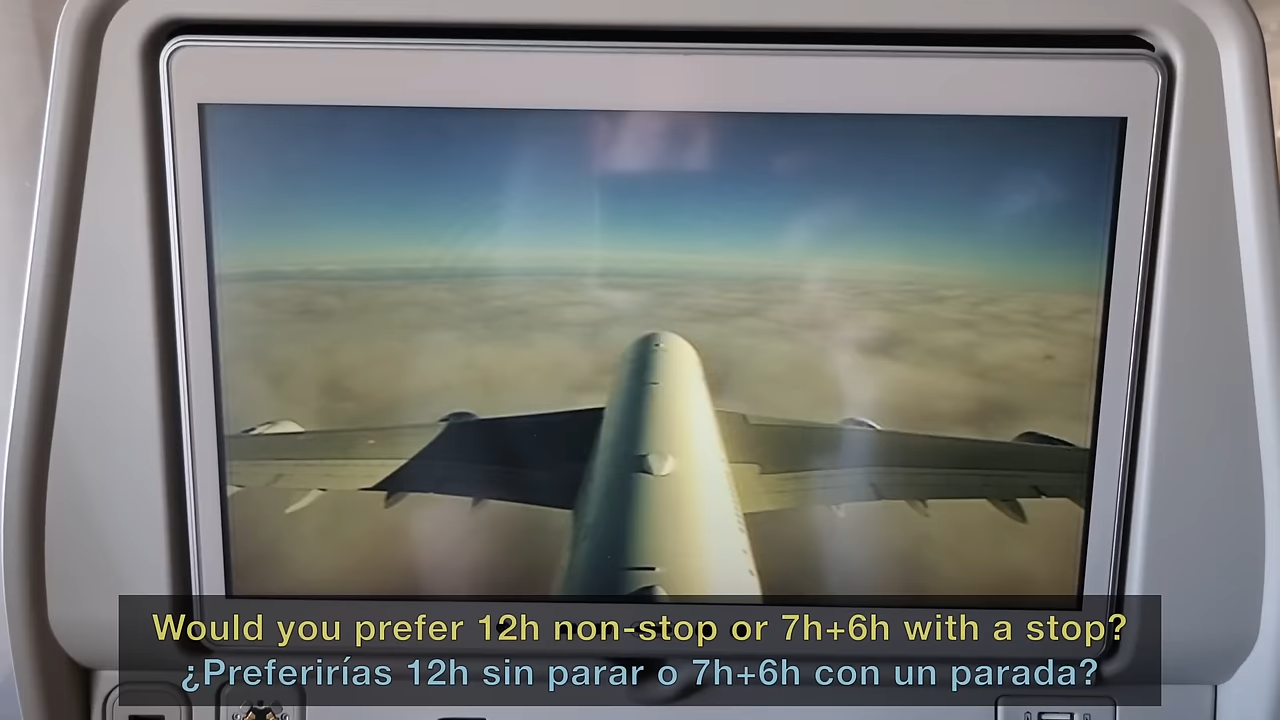 Would you prefer 12h non-stop or 7h+6h with a stop?
¿Preferirías 12h sin parar o 7h+6h con un parada?